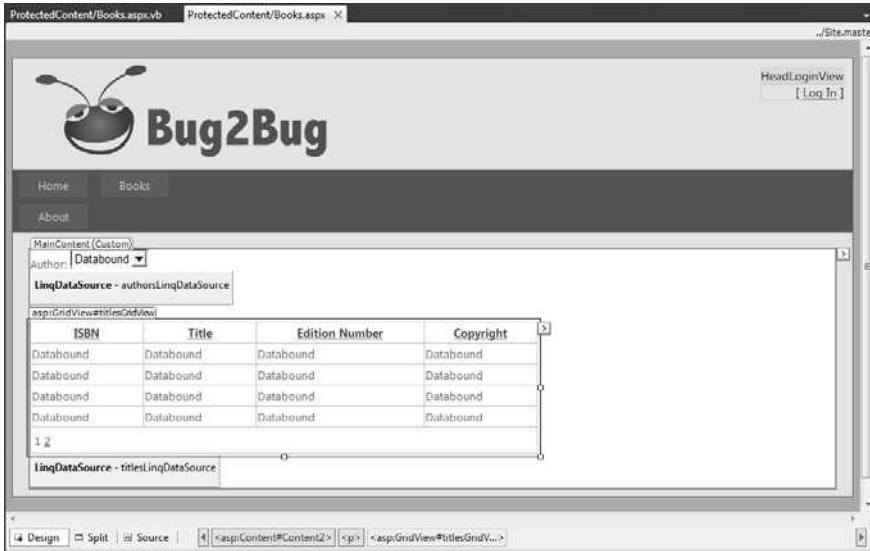 ProtectedContent/Books.aspx.vb ProtectedContent/Books.aspx X
../Site.maste
HeadLoginView
[ Log In ]
Bug2Bug
Home Books
About
MainContent (Custom)
Author: Databound
LinqDataSource - authorsLinqDataSource
asp:GridView#titlesGridView
ISBN Title Edition Number Copyright
Databound Databound Databound Databound
Databound Databound Databound Databound
Databound Databound Databound Databound
Databound Databound Databound Databound
1 2
LinqDataSource - titlesLinqDataSource
Design Split Source <asp:Content#Content2> <p> <asp:GridView#titlesGridV...>